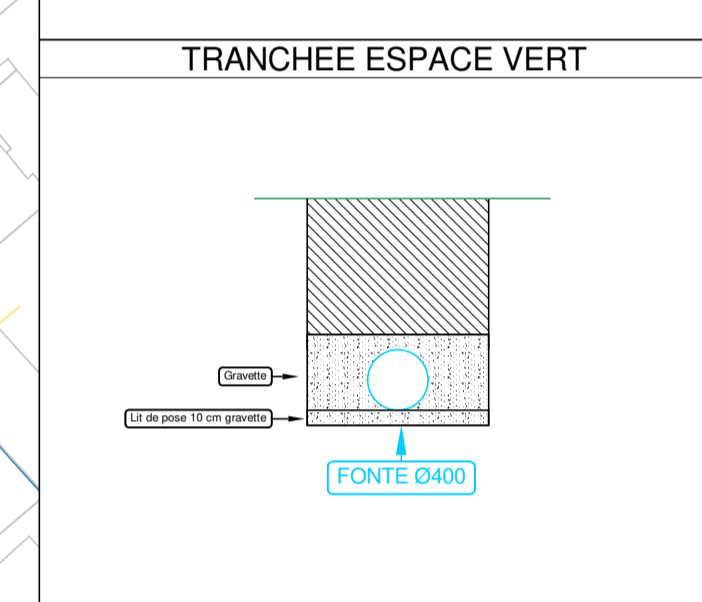 TRANCHEE ESPACE VERT
Gravette
Lit de pose 10 cm gravette
FONTE Ø400